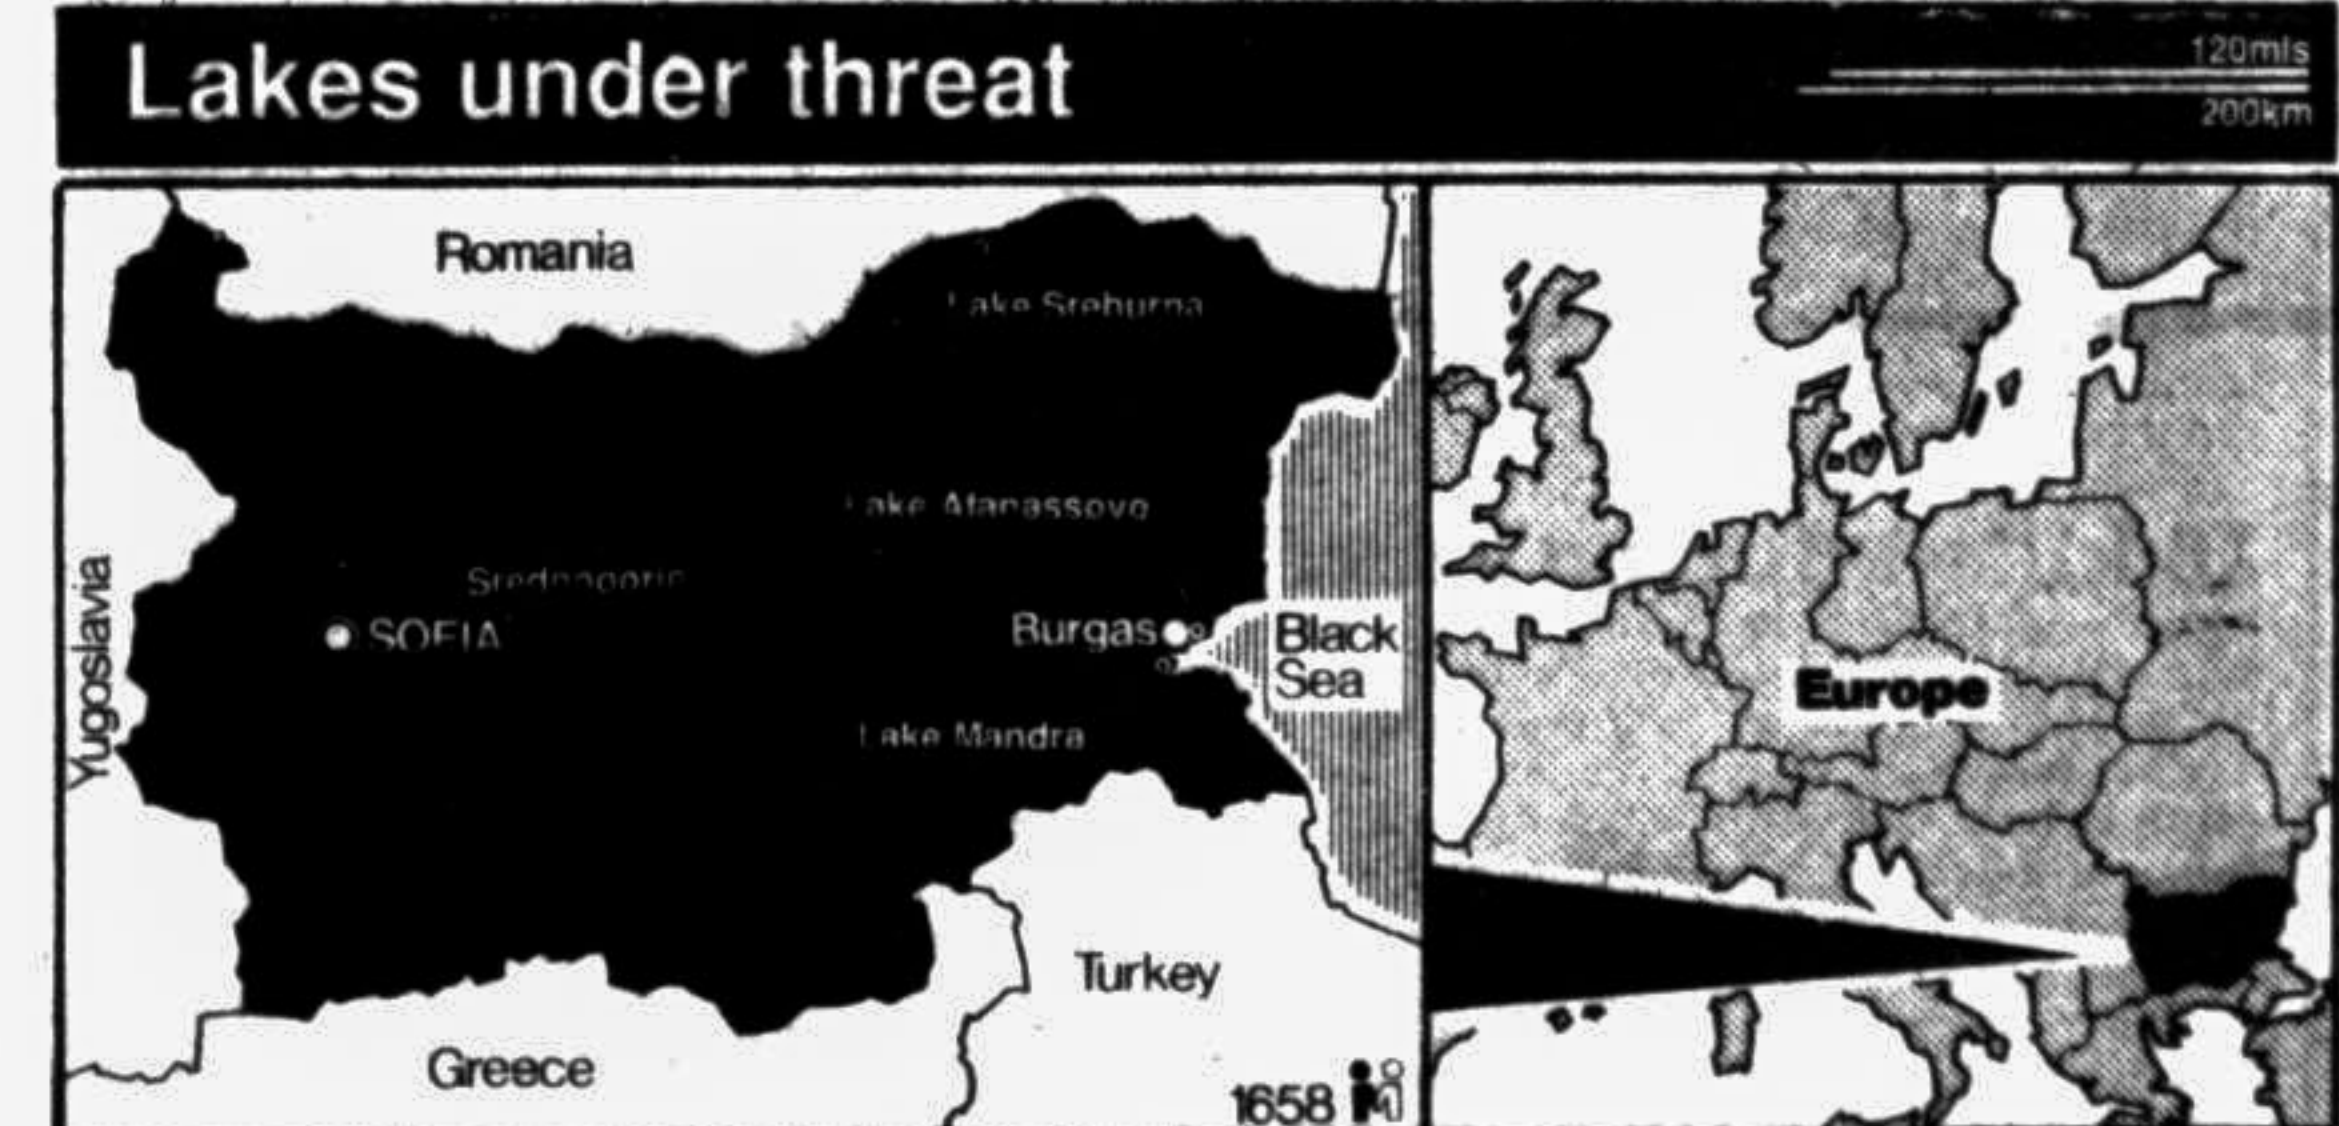 Lakes under threat
120mls
200km
Romania
Lake Sreburna
Lake Atanassovo
Yugoslavia
SOFIA
Burgas
Black
Sea
Europe
Lake Mandra
Turkey
Greece
1658